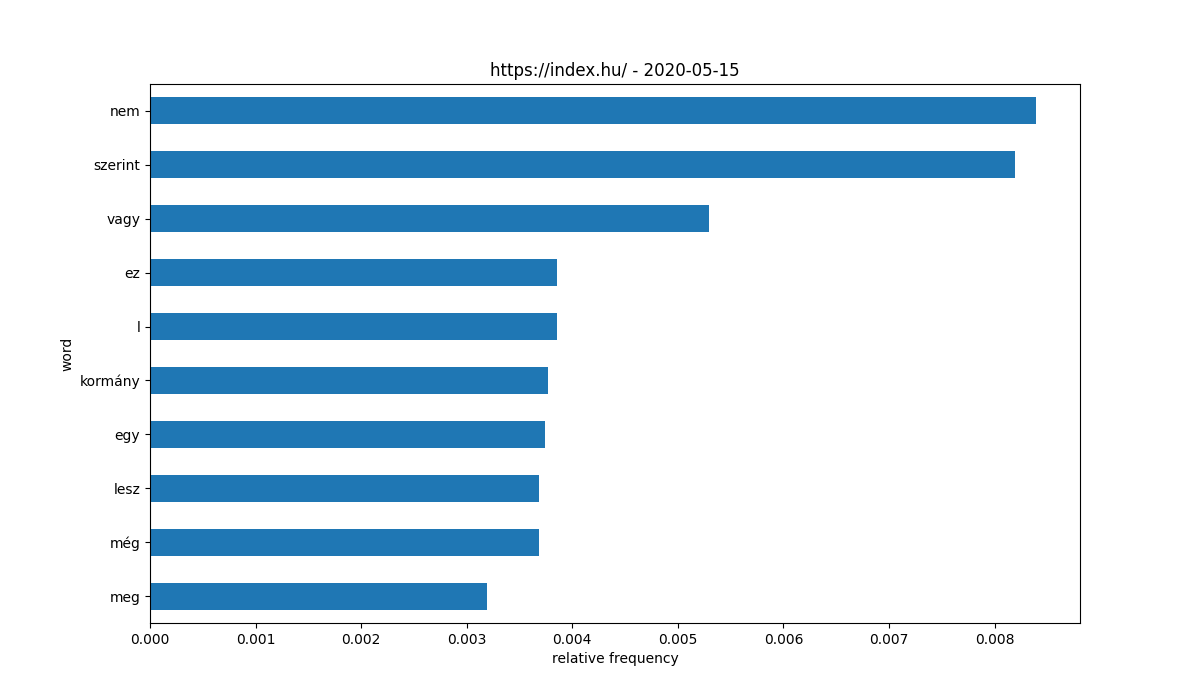 https://index.hu/ - 2020-05-15
nem
szerint
vagy
ez
l
kormány
egy
lesz
még
meg
word
0.000 0.001 0.002 0.003 0.004 0.005 0.006 0.007 0.008
relative frequency